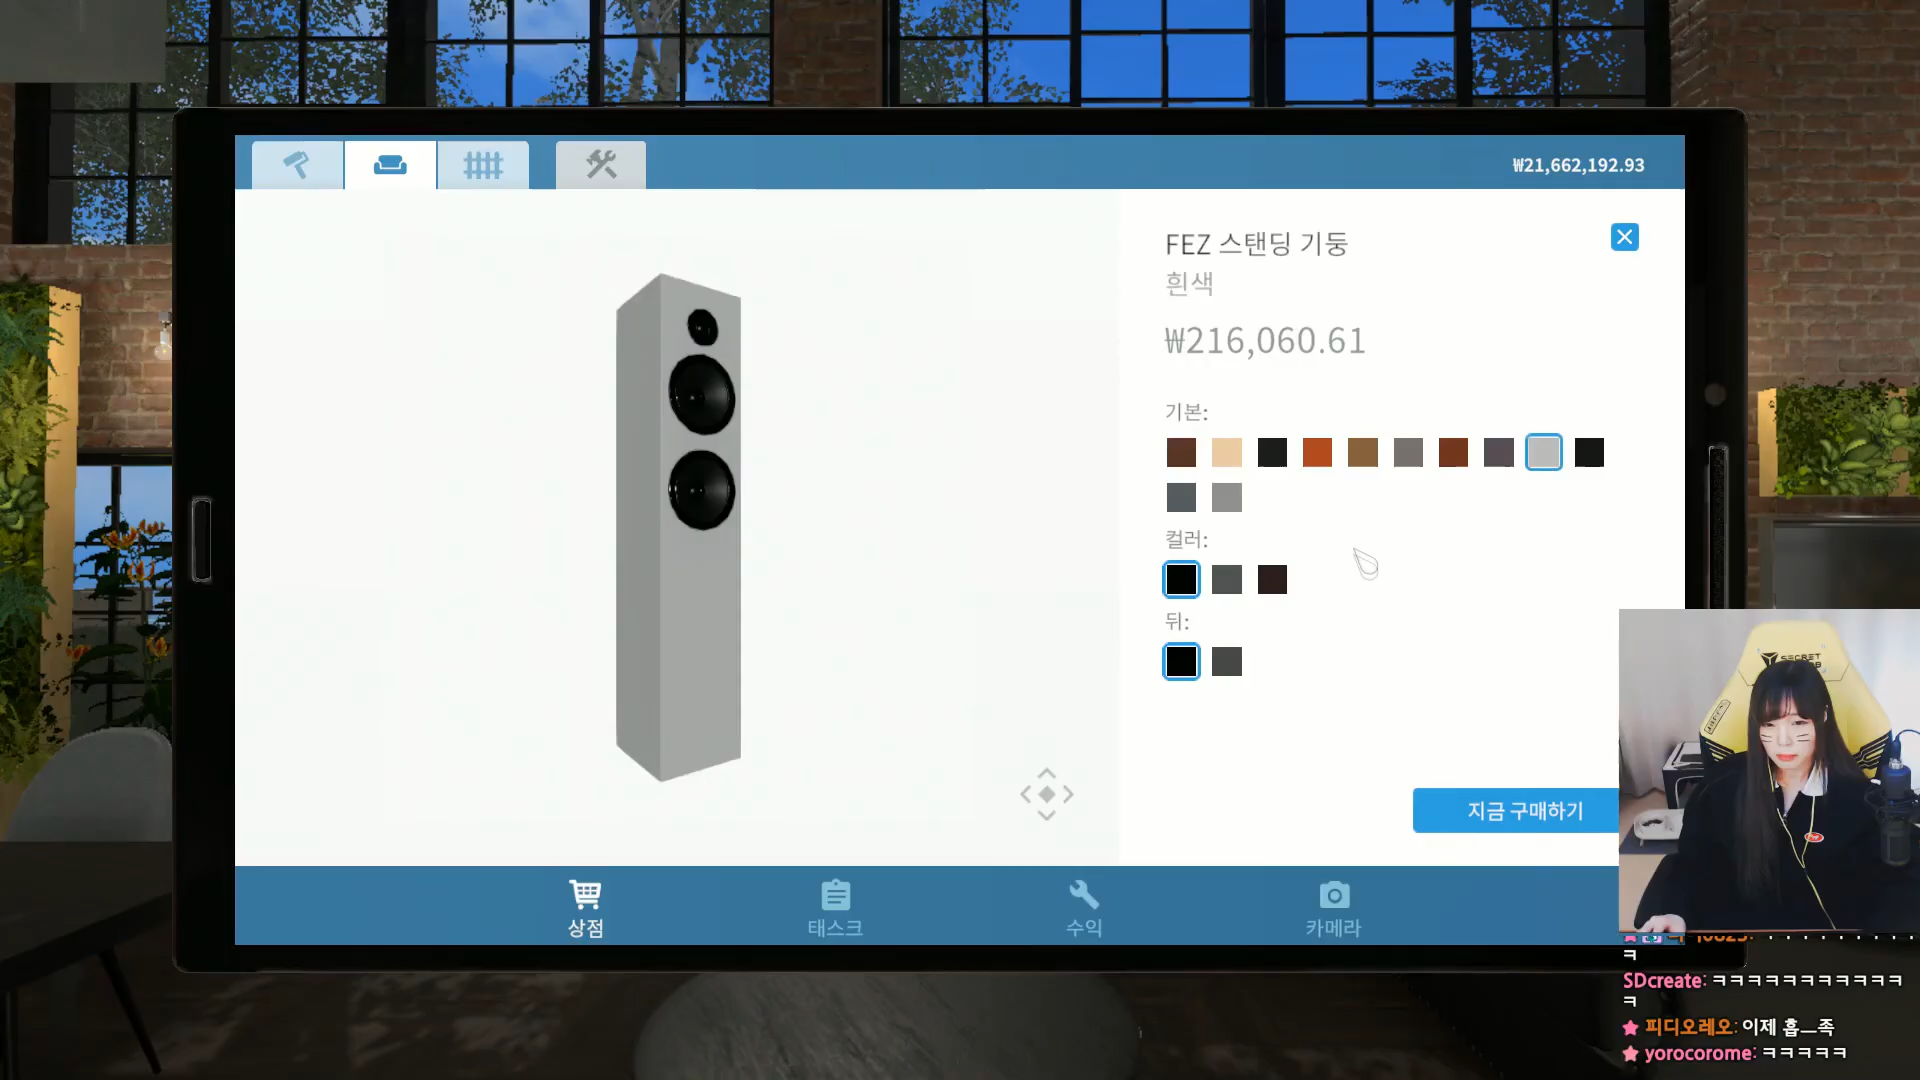 ₩21,662,192.93
FEZ 스탠딩 기둥
흰색
₩216,060.61
기본:
컬러:
뒤:
지금 구매하기
상점
태스크
수익
카메라
SECRET
ㅋ
SDcreate: ㅋㅋㅋㅋㅋㅋㅋㅋㅋㅋㅋ
ㅋ
피디오레오: 이제 흡ㅡ족
yorocorome: ㅋㅋㅋㅋㅋ